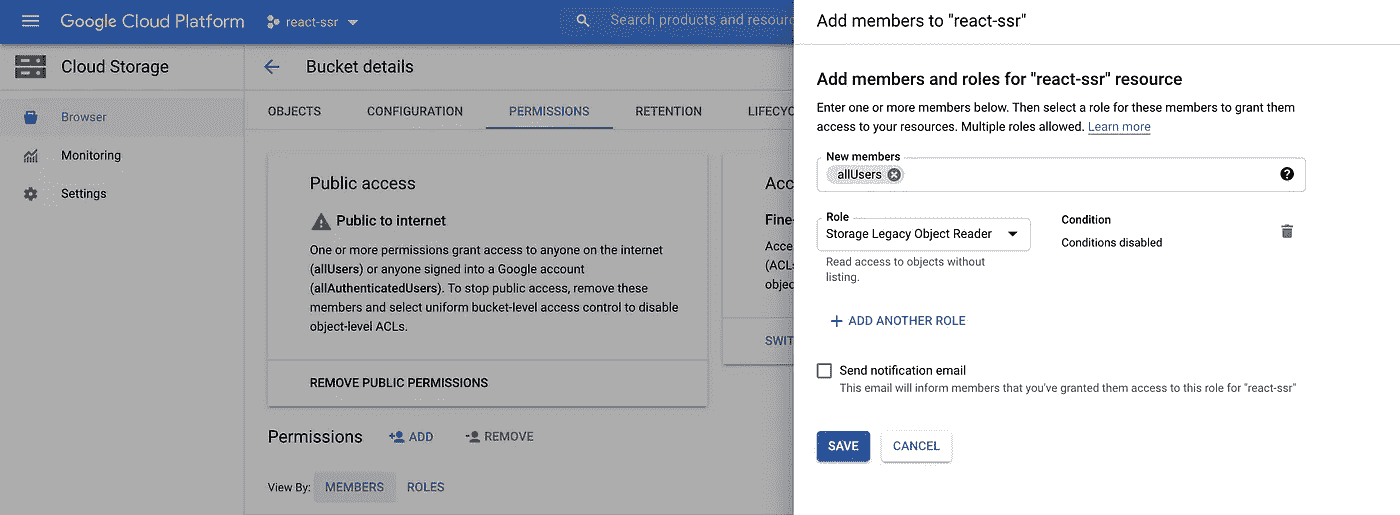 Google Cloud Platform
react-ssr
Search products and resourc
Cloud Storage
Browser
Monitoring
Settings
Bucket details
OBJECTS
CONFIGURATION
PERMISSIONS
RETENTION
LIFECYC
Public access
Public to internet
One or more permissions grant access to anyone on the internet
(allUsers) or anyone signed into a Google account
(allAuthenticatedUsers). To stop public access, remove these
members and select uniform bucket-level access control to disable
object-level ACLs.
REMOVE PUBLIC PERMISSIONS
Acc
Fine-
Acce
(ACLs
objec
SWIT
Permissions
ADD
REMOVE
View By:
MEMBERS
ROLES
Add members to "react-ssr"
Add members and roles for "react-ssr" resource
Enter one or more members below. Then select a role for these members to grant them
access to your resources. Multiple roles allowed. Learn more
New members
allUsers
Role
Storage Legacy Object Reader
Read access to objects without
listing.
Condition
Conditions disabled
ADD ANOTHER ROLE
Send notification email
This email will inform members that you've granted them access to this role for "react-ssr"
SAVE
CANCEL